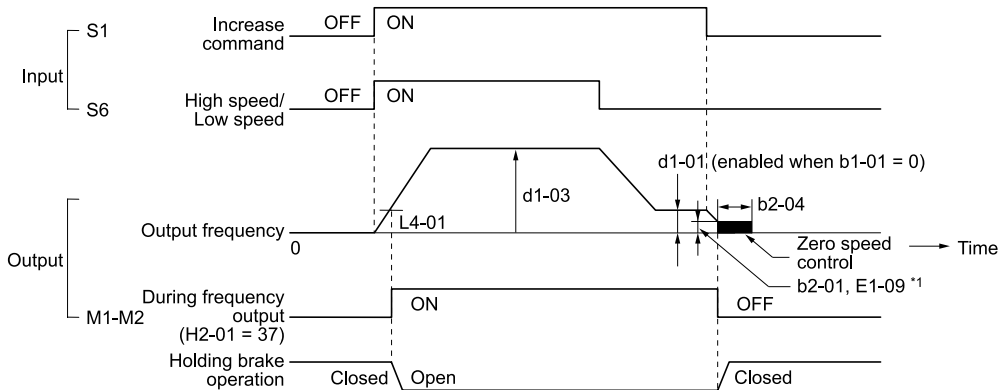 S1
Increase
command
OFF
ON
Input
S6
High speed/
Low speed
OFF
ON
d1-01 (enabled when b1-01 = 0)
d1-03
b2-04
L4-01
Output frequency
0
Zero speed
control
Time
b2-01, E1-09 *1
Output
M1-M2
During frequency
output
(H2-01 = 37)
ON
OFF
Holding brake
operation
Closed
Open
Closed